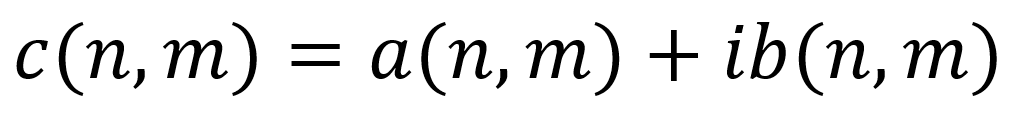 c(n,m) = a(n,m) + ib(n,m)